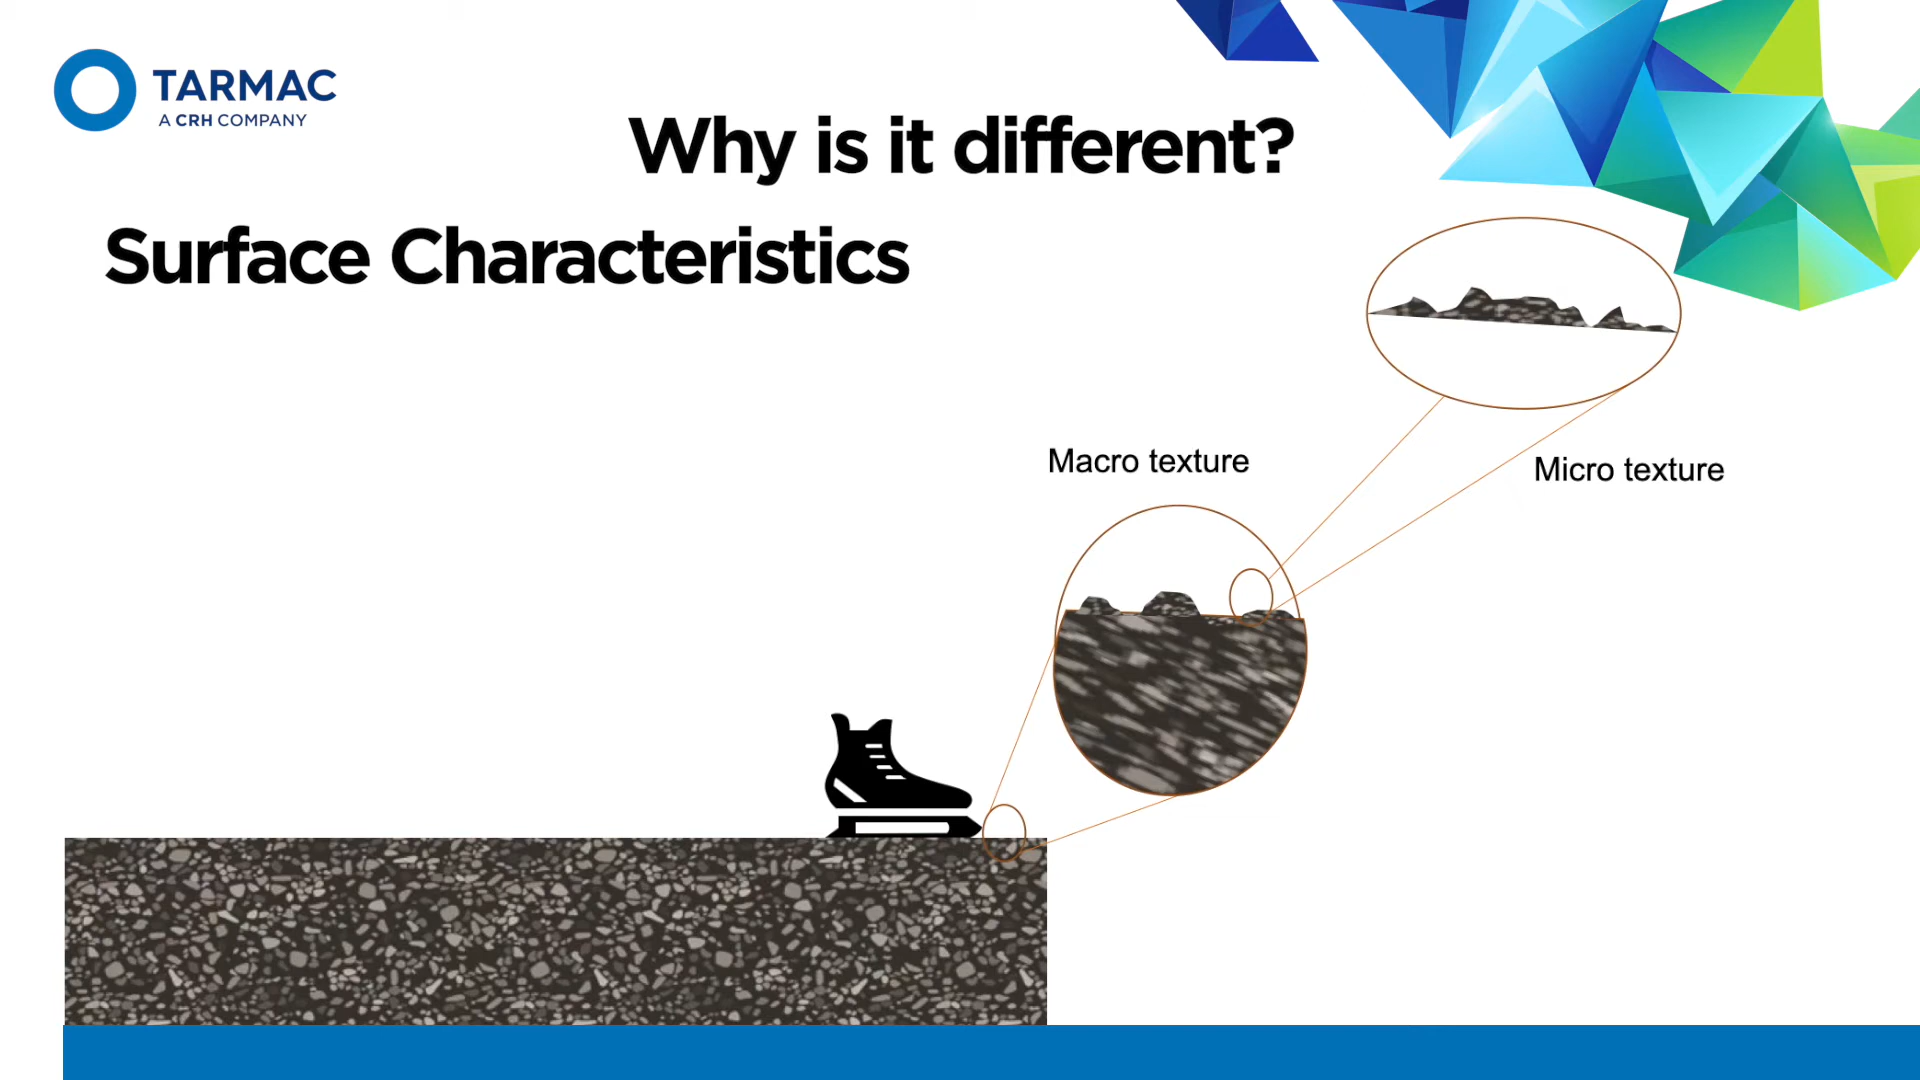 TARMAC
A CRH COMPANY
Why is it different?
Surface Characteristics
Macro texture
Micro texture